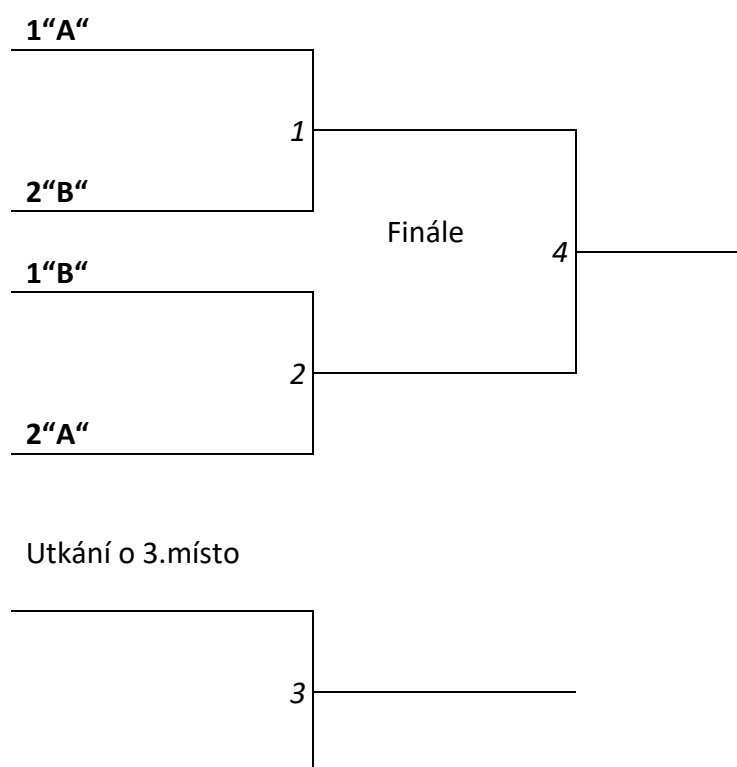 1“A“
1
2“B“
Finále
4
1“B“
2
2“A“
Utkání o 3.místo
3